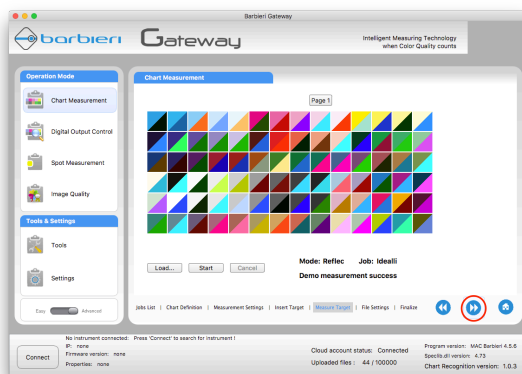 Barbieri Gateway
barbieri
Gateway
Intelligent Measuring Technology
when Color Quality counts
Operation Mode
Chart Measurement
Digital Output Control
Spot Measurement
Image Quality
Tools & Settings
Tools
Settings
Easy
Advanced
Chart Measurement
Page 1
Load...
Start
Cancel
Mode: Reflec Job: Idealli
Demo measurement success
Jobs List | Chart Definition | Measurement Settings | Insert Target | Measure Target | File Settings | Finalize
Connect
No instrument connected: Press 'Connect' to search for instrument !
IP: none
Firmware version: none
Properties: none
Cloud account status: Connected
Uploaded files : 44 / 100000
Program version: MAC Barbieri 4.5.6
Speclib.dll version: 4.73
Chart Recognition version: 1.0.3